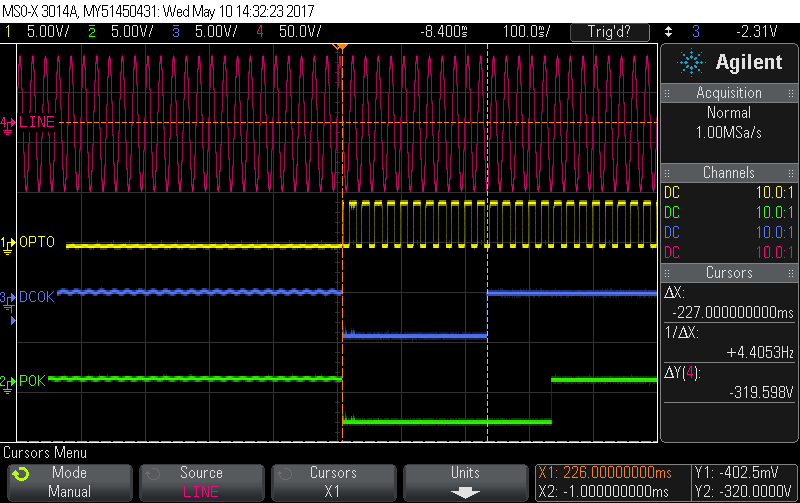 MSO-X 3014A, MY51450431: Wed May 10 14:32:23 2017
1 5.00V/ 2 5.00V/ 3 5.00V/ 4 50.0V/ -8.400s 100.0ms/ Trig'd? 3 -2.31V
Agilent
Acquisition
Normal
1.00MSa/s
4 LINE
Channels
DC 10.0:1
DC 10.0:1
DC 10.0:1
DC 10.0:1
1 OPTO
Cursors
ΔX:
-227.000000000ms
3 DCOK
1/ΔX:
+4.4053Hz
ΔY(4):
2 POK
-319.598V
Cursors Menu
Mode
Manual
Source
LINE
Cursors
X1
Units
X1: 226.00000000ms
X2: -1.000000000ms
Y1: -402.5mV
Y2: -320.0000V